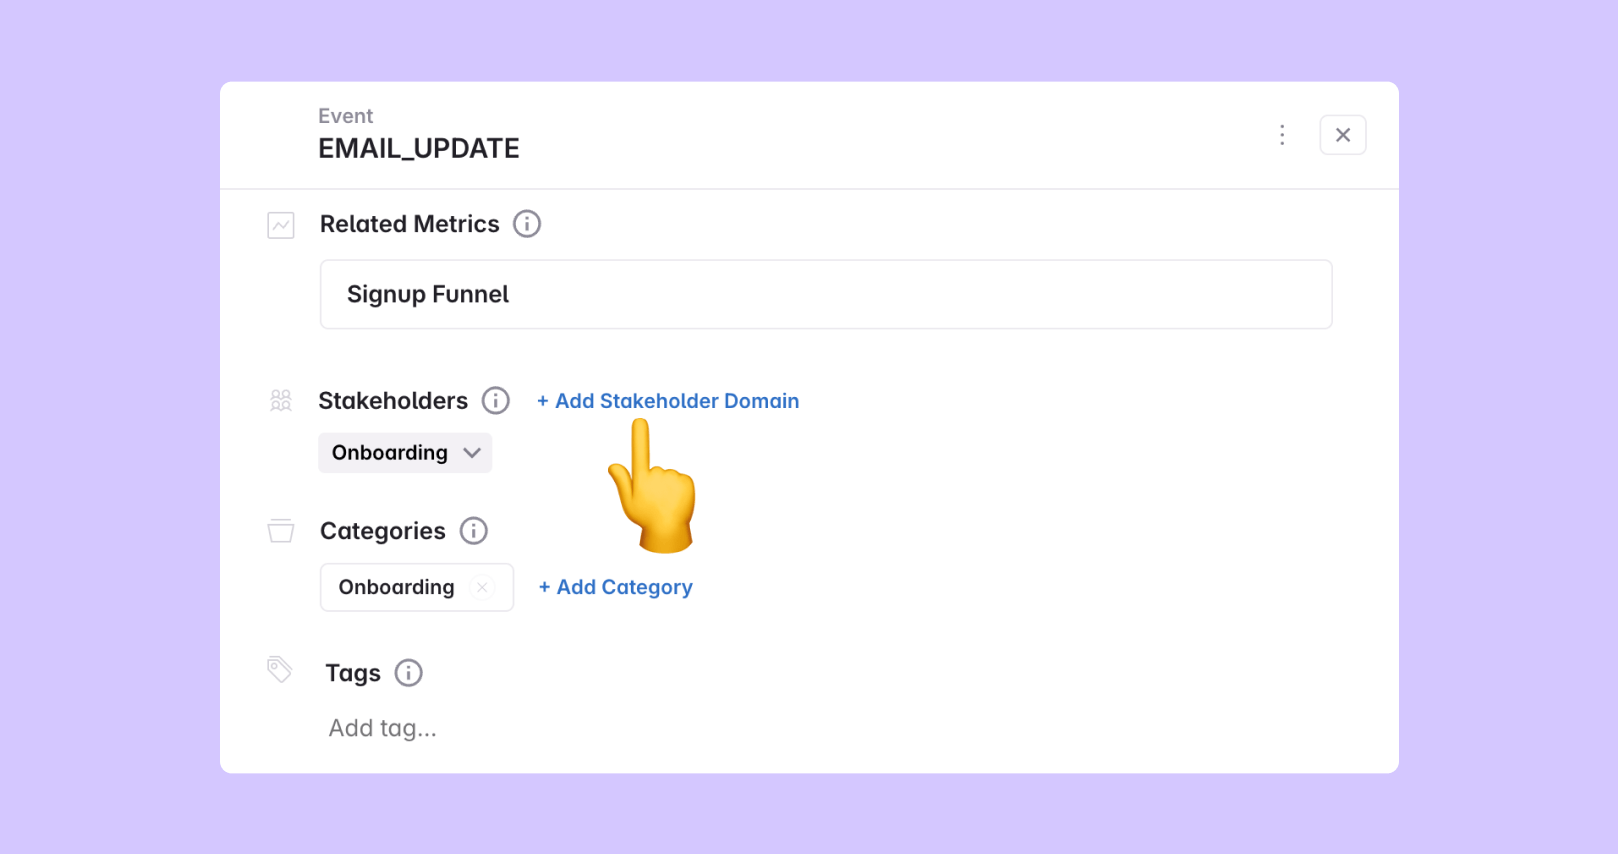 Event
EMAIL_UPDATE
Related Metrics
Signup Funnel
Stakeholders + Add Stakeholder Domain
Onboarding
Categories
Onboarding + Add Category
Tags
Add tag...